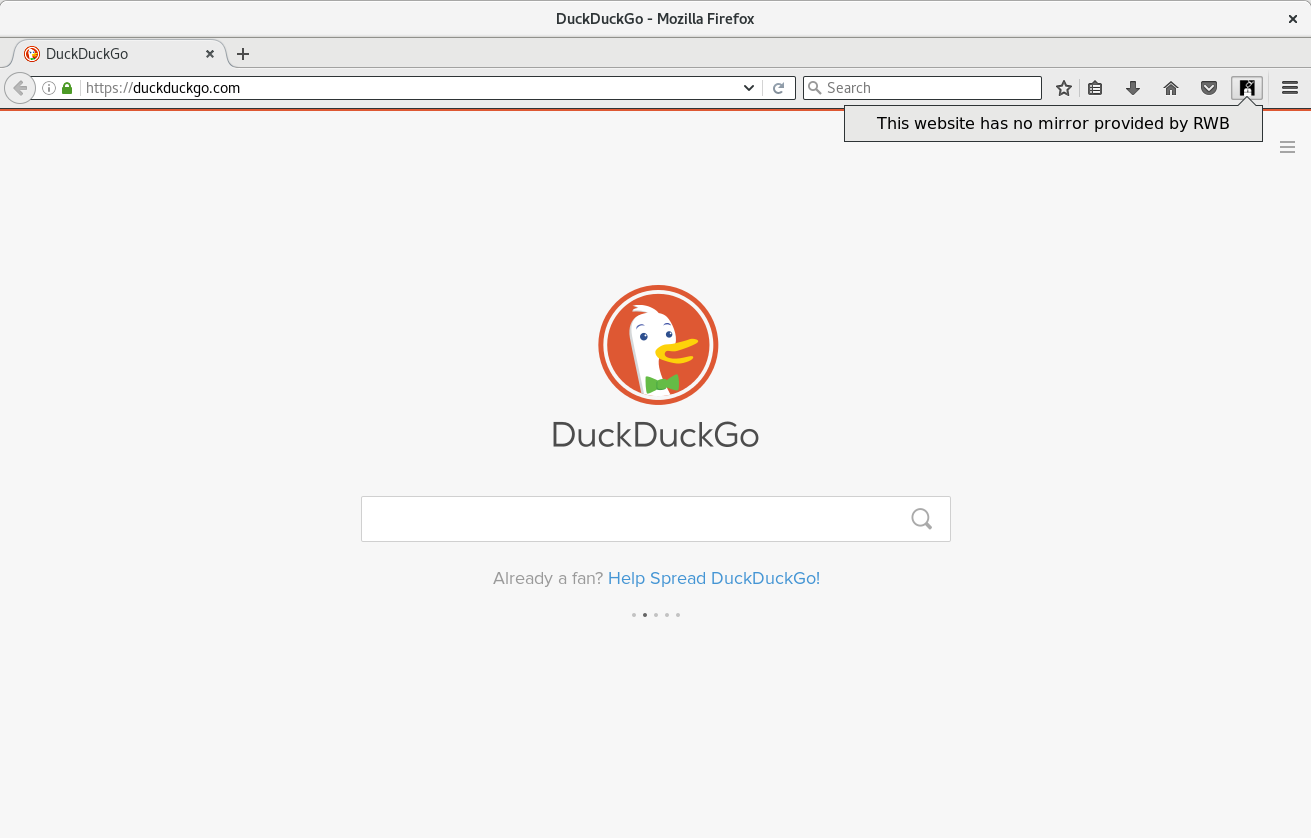 DuckDuckGo - Mozilla Firefox
DuckDuckGo
https://duckduckgo.com
Search
This website has no mirror provided by RWB
DuckDuckGo
Already a fan? Help Spread DuckDuckGo!